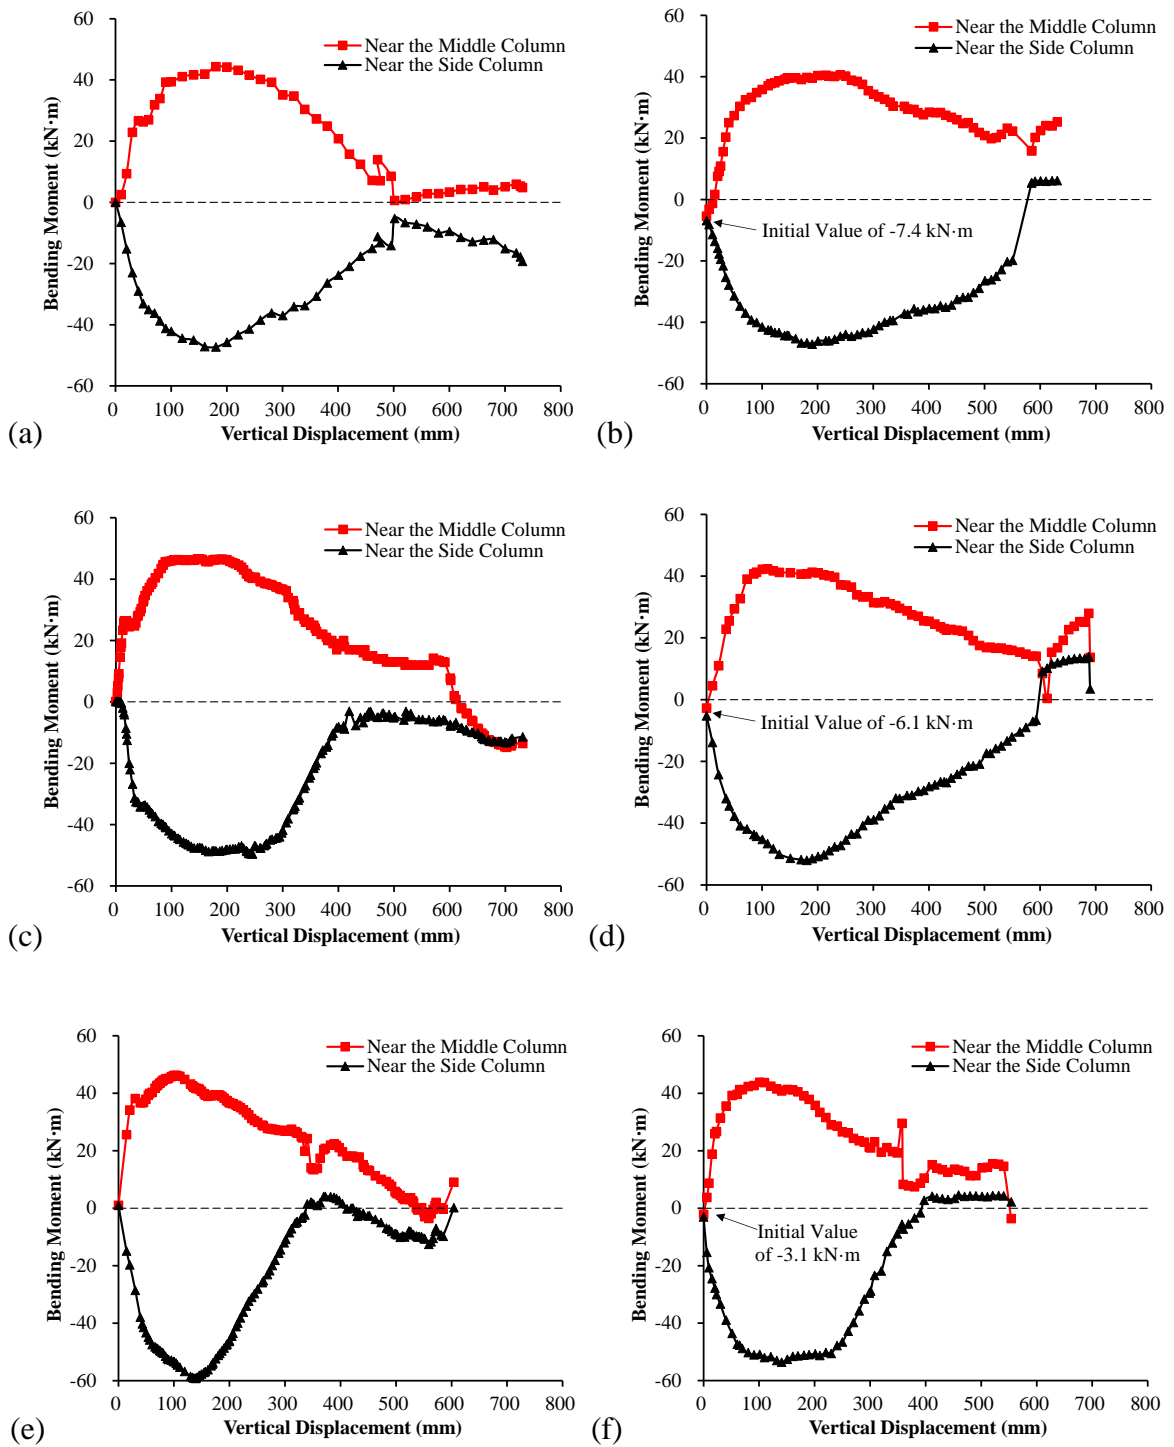 60
40
20
0
-20
-40
-60
Bending Moment (kN·m)
Near the Middle Column
Near the Side Column
0 100 200 300 400 500 600 700 800
Vertical Displacement (mm)
(a)
60
40
20
0
-20
-40
-60
Bending Moment (kN·m)
Near the Middle Column
Near the Side Column
Initial Value of -7.4 kN·m
0 100 200 300 400 500 600 700 800
Vertical Displacement (mm)
(b)
60
40
20
0
-20
-40
-60
Bending Moment (kN·m)
Near the Middle Column
Near the Side Column
0 100 200 300 400 500 600 700 800
Vertical Displacement (mm)
(c)
60
40
20
0
-20
-40
-60
Bending Moment (kN·m)
Near the Middle Column
Near the Side Column
Initial Value of -6.1 kN·m
0 100 200 300 400 500 600 700 800
Vertical Displacement (mm)
(d)
60
40
20
0
-20
-40
-60
Bending Moment (kN·m)
Near the Middle Column
Near the Side Column
0 100 200 300 400 500 600 700 800
Vertical Displacement (mm)
(e)
60
40
20
0
-20
-40
-60
Bending Moment (kN·m)
Near the Middle Column
Near the Side Column
Initial Value
of -3.1 kN·m
0 100 200 300 400 500 600 700 800
Vertical Displacement (mm)
(f)